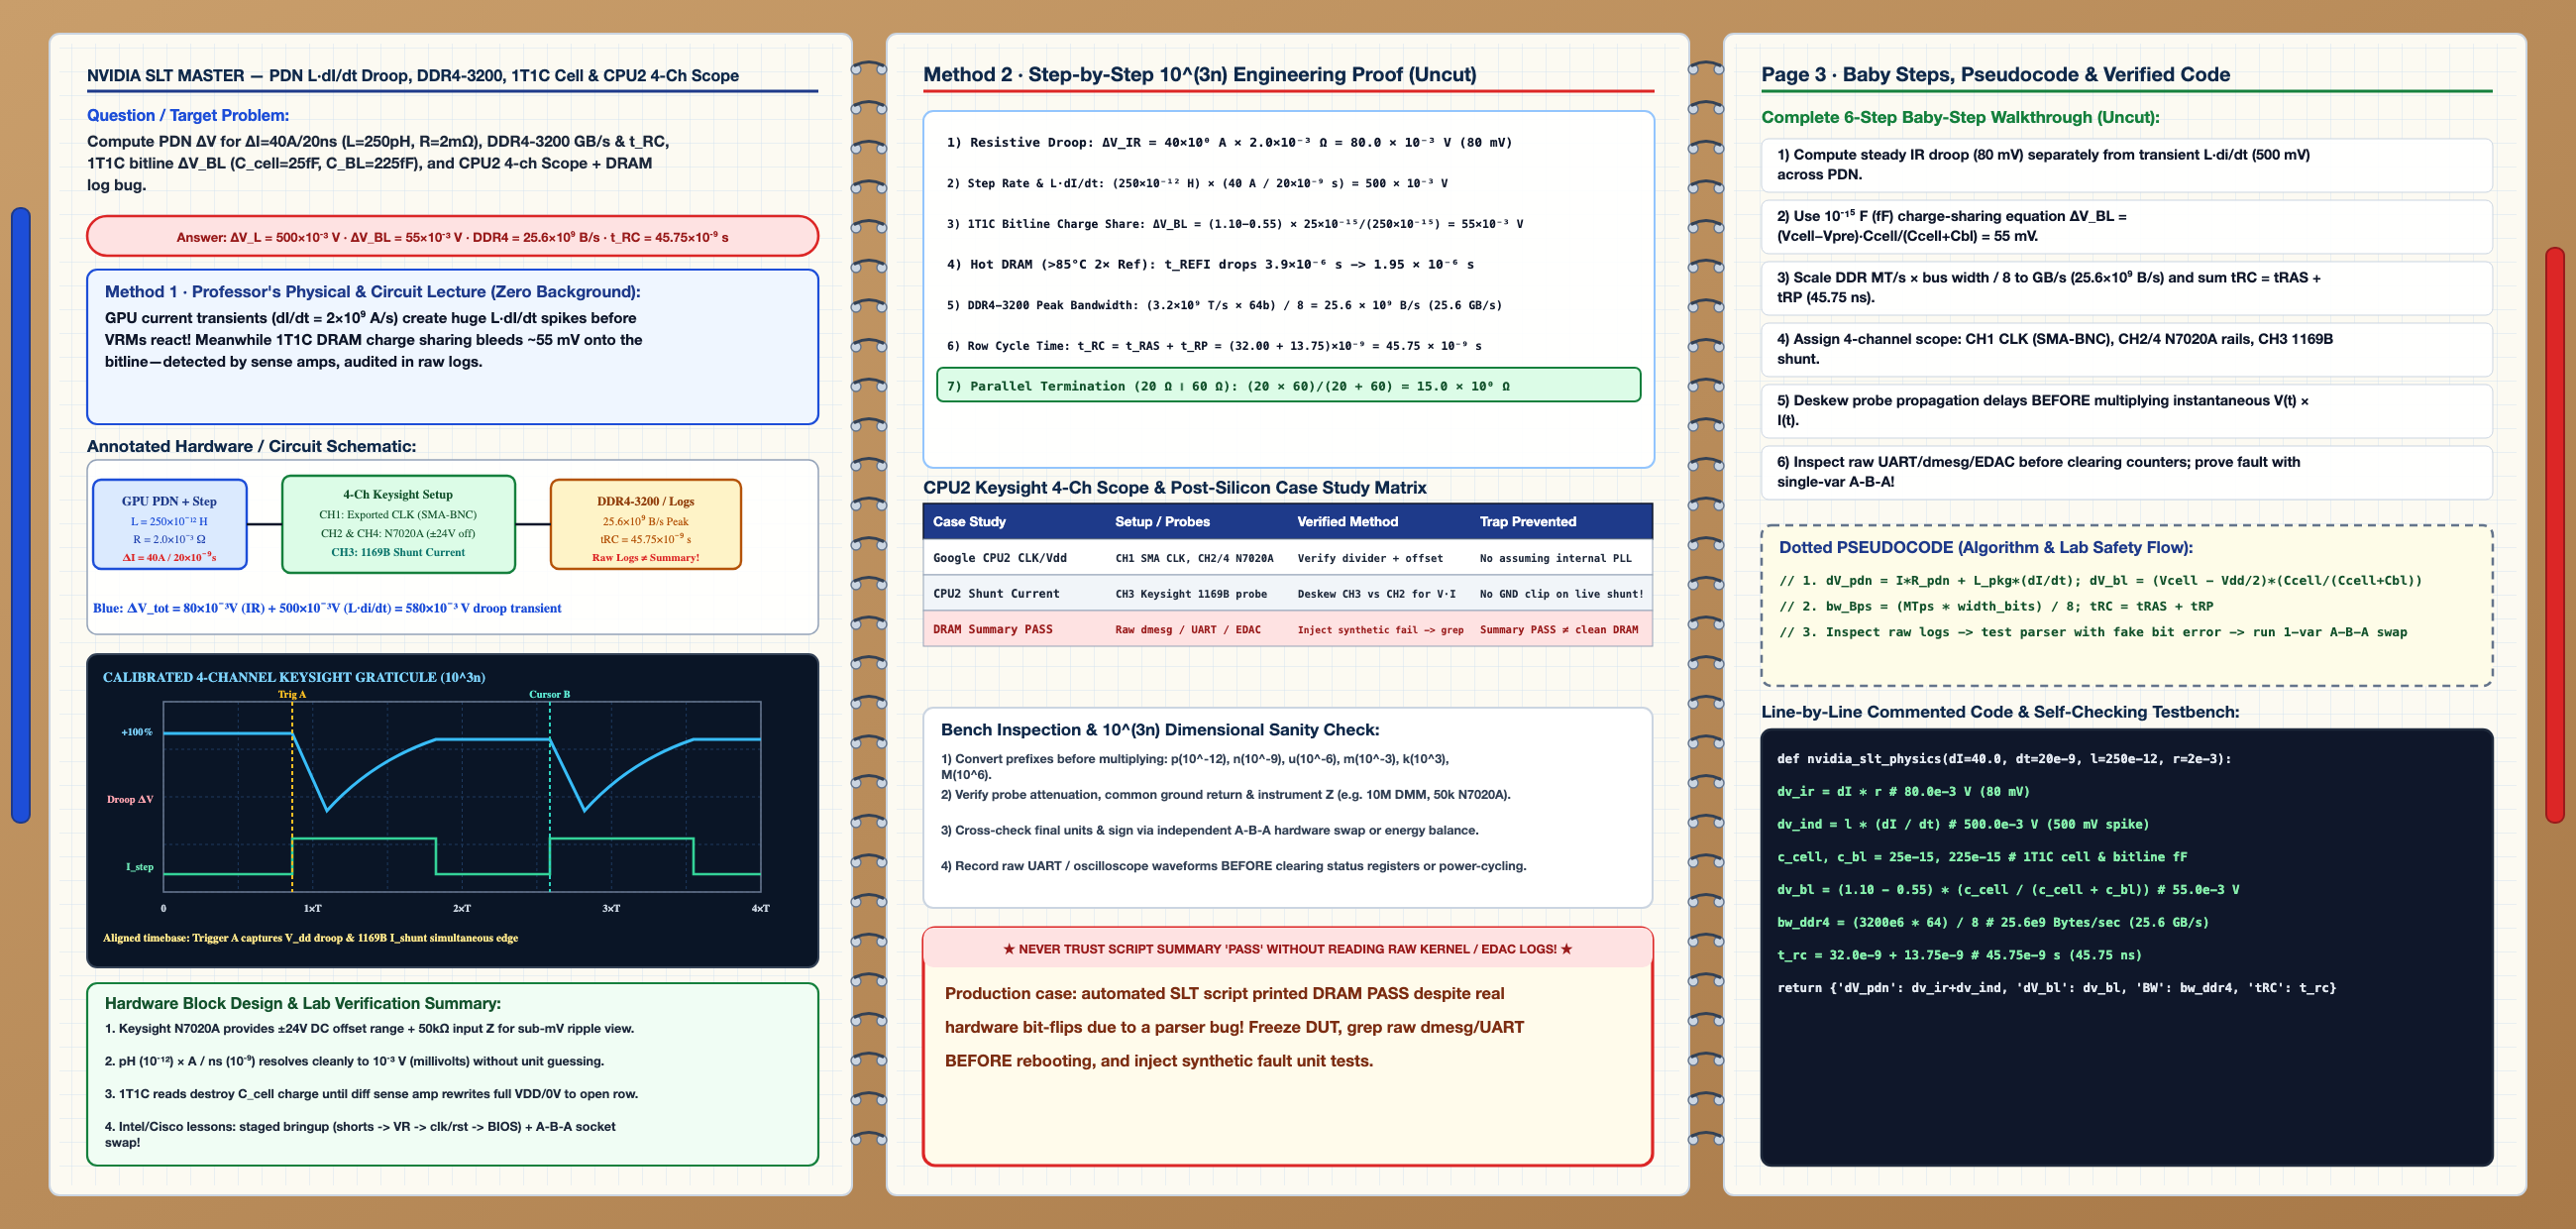 NVIDIA SLT MASTER — PDN L·dI/dt Droop, DDR4-3200, 1T1C Cell & CPU2 4-Ch Scope
Question / Target Problem:
Compute PDN ΔV for ΔI=40A/20ns (L=250pH, R=2mΩ), DDR4-3200 GB/s & t_RC,
1T1C bitline ΔV_BL (C_cell=25fF, C_BL=225fF), and CPU2 4-ch Scope + DRAM
log bug.
Answer: ΔV_L = 500×10⁻³ V · ΔV_BL = 55×10⁻³ V · DDR4 = 25.6×10⁹ B/s · t_RC = 45.75×10⁻⁹ s
Method 1 · Professor's Physical & Circuit Lecture (Zero Background):
GPU current transients (dI/dt = 2×10⁹ A/s) create huge L·dI/dt spikes before
VRMs react! Meanwhile 1T1C DRAM charge sharing bleeds ~55 mV onto the
bitline—detected by sense amps, audited in raw logs.
Annotated Hardware / Circuit Schematic:
GPU PDN + Step
L = 250×10⁻¹² H
R = 2.0×10⁻³ Ω
ΔI = 40A / 20×10⁻⁹s
4-Ch Keysight Setup
CH1: Exported CLK (SMA-BNC)
CH2 & CH4: N7020A (±24V off)
CH3: 1169B Shunt Current
DDR4-3200 / Logs
25.6×10⁹ B/s Peak
tRC = 45.75×10⁻⁹ s
Raw Logs ≠ Summary!
Blue: ΔV_tot = 80×10⁻³V (IR) + 500×10⁻³V (L·di/dt) = 580×10⁻³ V droop transient
CALIBRATED 4-CHANNEL KEYSIGHT GRATICULE (10^3n)
Trig A
Cursor B
+100%
Droop ΔV
I_step
0
1×T
2×T
3×T
4×T
Aligned timebase: Trigger A captures V_dd droop & 1169B I_shunt simultaneous edge
Hardware Block Design & Lab Verification Summary:
1. Keysight N7020A provides ±24V DC offset range + 50kΩ input Z for sub-mV ripple view.
2. pH (10⁻¹²) × A / ns (10⁻⁹) resolves cleanly to 10⁻³ V (millivolts) without unit guessing.
3. 1T1C reads destroy C_cell charge until diff sense amp rewrites full VDD/0V to open row.
4. Intel/Cisco lessons: staged bringup (shorts -> VR -> clk/rst -> BIOS) + A-B-A socket
swap!
Method 2 · Step-by-Step 10^(3n) Engineering Proof (Uncut)
1) Resistive Droop: ΔV_IR = 40×10⁰ A × 2.0×10⁻³ Ω = 80.0 × 10⁻³ V (80 mV)
2) Step Rate & L·dI/dt: (250×10⁻¹² H) × (40 A / 20×10⁻⁹ s) = 500 × 10⁻³ V
3) 1T1C Bitline Charge Share: ΔV_BL = (1.10−0.55) × 25×10⁻¹⁵/(250×10⁻¹⁵) = 55×10⁻³ V
4) Hot DRAM (>85°C 2× Ref): t_REFI drops 3.9×10⁻⁶ s −> 1.95 × 10⁻⁶ s
5) DDR4−3200 Peak Bandwidth: (3.2×10⁹ T/s × 64b) / 8 = 25.6 × 10⁹ B/s (25.6 GB/s)
6) Row Cycle Time: t_RC = t_RAS + t_RP = (32.00 + 13.75)×10⁻⁹ = 45.75 × 10⁻⁹ s
7) Parallel Termination (20 Ω | 60 Ω): (20 × 60)/(20 + 60) = 15.0 × 10⁰ Ω
CPU2 Keysight 4-Ch Scope & Post-Silicon Case Study Matrix
Case Study Setup / Probes Verified Method Trap Prevented
Google CPU2 CLK/Vdd CH1 SMA CLK, CH2/4 N7020A Verify divider + offset No assuming internal PLL
CPU2 Shunt Current CH3 Keysight 1169B probe Deskew CH3 vs CH2 for V·I No GND clip on live shunt!
DRAM Summary PASS Raw dmesg / UART / EDAC Inject synthetic fail −> grep Summary PASS ≠ clean DRAM
Bench Inspection & 10^(3n) Dimensional Sanity Check:
1) Convert prefixes before multiplying: p(10^-12), n(10^-9), u(10^-6), m(10^-3), k(10^3),
M(10^6).
2) Verify probe attenuation, common ground return & instrument Z (e.g. 10M DMM, 50k N7020A).
3) Cross-check final units & sign via independent A-B-A hardware swap or energy balance.
4) Record raw UART / oscilloscope waveforms BEFORE clearing status registers or power-cycling.
★ NEVER TRUST SCRIPT SUMMARY 'PASS' WITHOUT READING RAW KERNEL / EDAC LOGS! ★
Production case: automated SLT script printed DRAM PASS despite real
hardware bit-flips due to a parser bug! Freeze DUT, grep raw dmesg/UART
BEFORE rebooting, and inject synthetic fault unit tests.
Page 3 · Baby Steps, Pseudocode & Verified Code
Complete 6-Step Baby-Step Walkthrough (Uncut):
1) Compute steady IR droop (80 mV) separately from transient L·di/dt (500 mV)
across PDN.
2) Use 10⁻¹⁵ F (fF) charge-sharing equation ΔV_BL =
(Vcell−Vpre)·Ccell/(Ccell+Cbl) = 55 mV.
3) Scale DDR MT/s × bus width / 8 to GB/s (25.6×10⁹ B/s) and sum tRC = tRAS +
tRP (45.75 ns).
4) Assign 4-channel scope: CH1 CLK (SMA-BNC), CH2/4 N7020A rails, CH3 1169B
shunt.
5) Deskew probe propagation delays BEFORE multiplying instantaneous V(t) ×
I(t).
6) Inspect raw UART/dmesg/EDAC before clearing counters; prove fault with
single-var A-B-A!
Dotted PSEUDOCODE (Algorithm & Lab Safety Flow):
// 1. dV_pdn = I*R_pdn + L_pkg*(dI/dt); dV_bl = (Vcell − Vdd/2)*(Ccell/(Ccell+Cbl))
// 2. bw_Bps = (MTps * width_bits) / 8; tRC = tRAS + tRP
// 3. Inspect raw logs −> test parser with fake bit error −> run 1−var A−B−A swap
Line-by-Line Commented Code & Self-Checking Testbench:
def nvidia_slt_physics(dI=40.0, dt=20e−9, l=250e−12, r=2e−3):
dv_ir = dI * r # 80.0e−3 V (80 mV)
dv_ind = l * (dI / dt) # 500.0e−3 V (500 mV spike)
c_cell, c_bl = 25e−15, 225e−15 # 1T1C cell & bitline fF
dv_bl = (1.10 − 0.55) * (c_cell / (c_cell + c_bl)) # 55.0e−3 V
bw_ddr4 = (3200e6 * 64) / 8 # 25.6e9 Bytes/sec (25.6 GB/s)
t_rc = 32.0e−9 + 13.75e−9 # 45.75e−9 s (45.75 ns)
return {'dV_pdn': dv_ir+dv_ind, 'dV_bl': dv_bl, 'BW': bw_ddr4, 'tRC': t_rc}